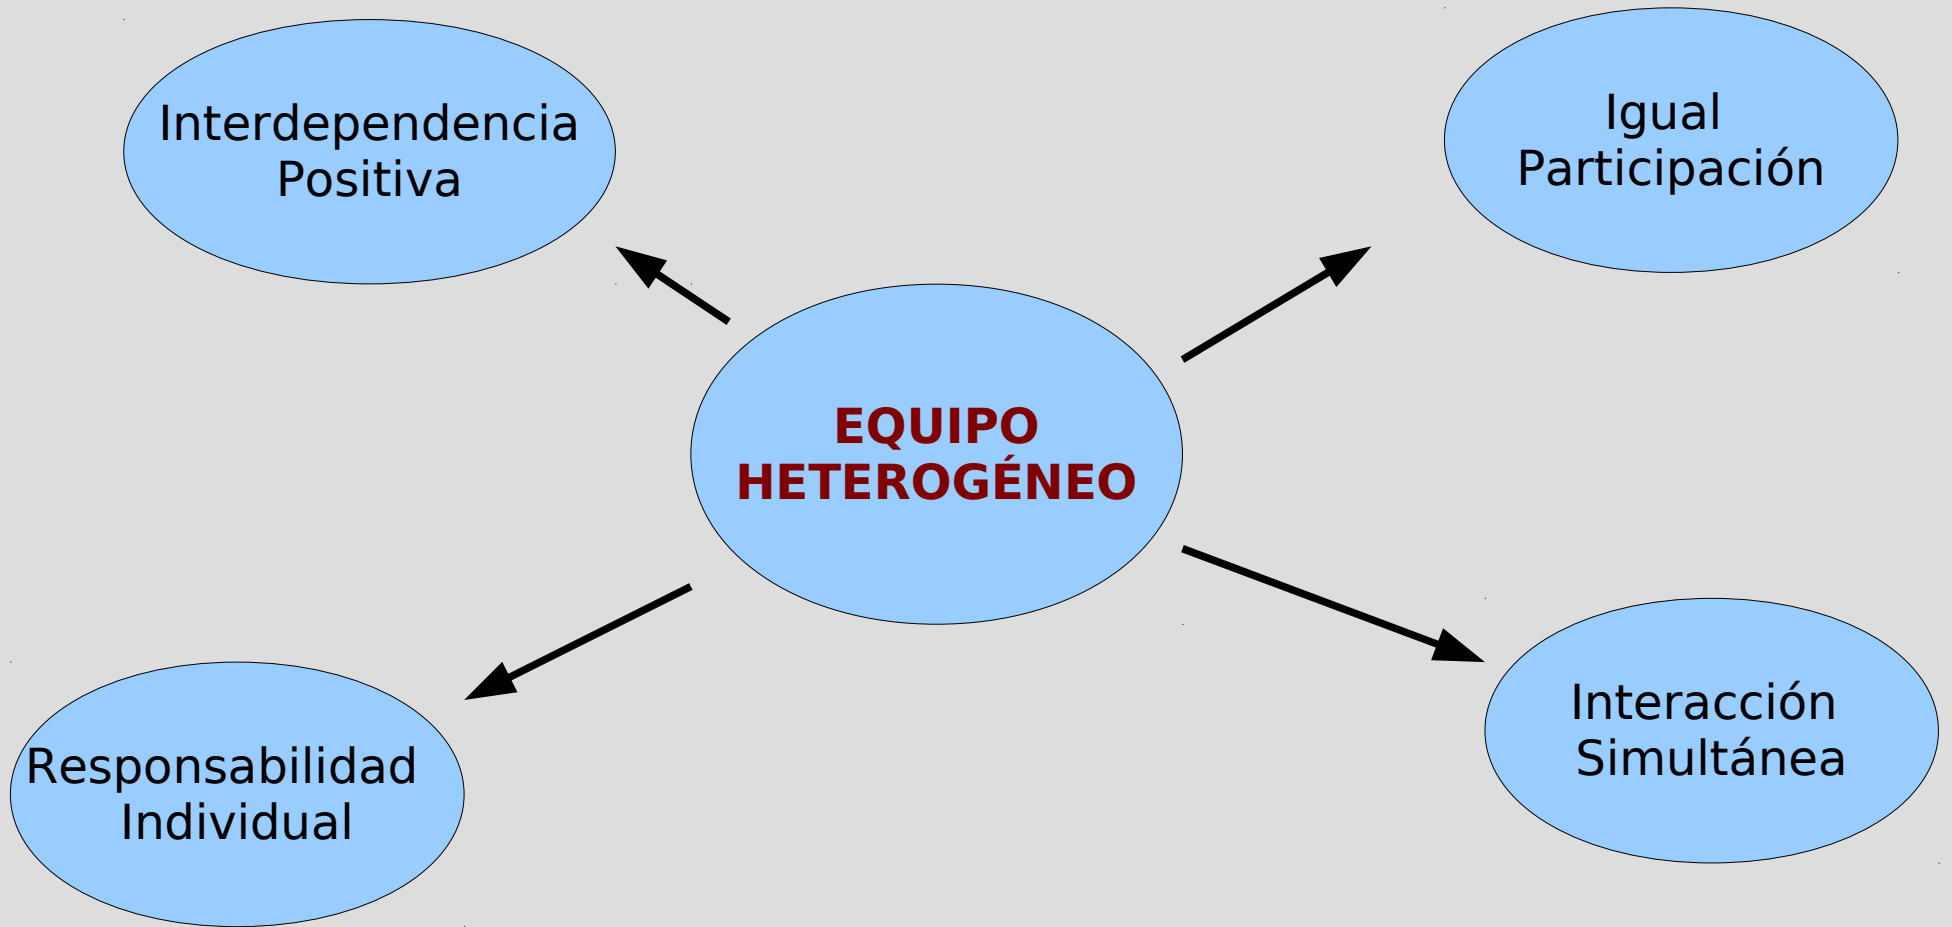 Interdependencia
Positiva
Igual
Participación
EQUIPO
HETEROGÉNEO
Responsabilidad
Individual
Interacción
Simultánea